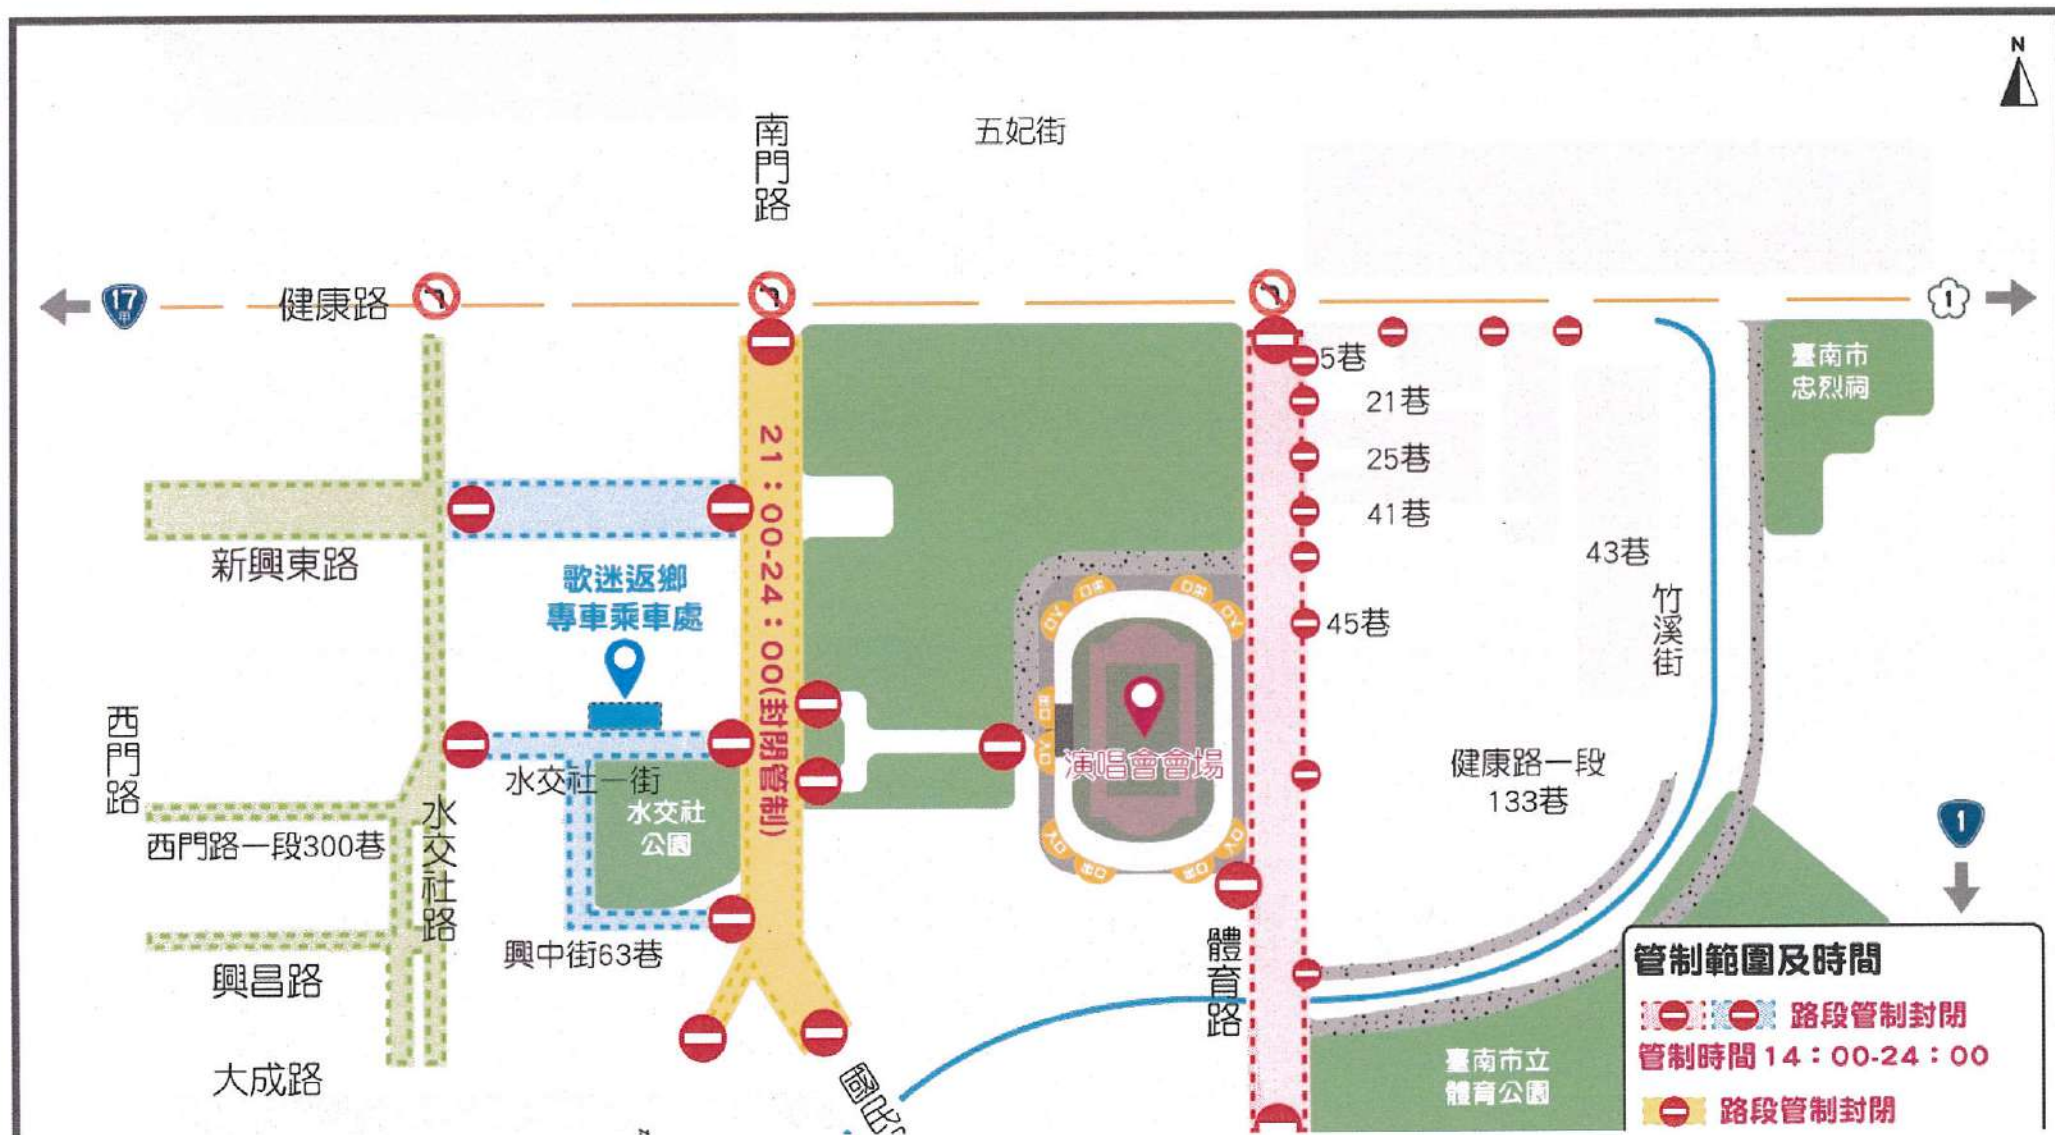 N
南門路
五妃街
17
甲
健康路
1
5巷
21巷
25巷
41巷
43巷
45巷
臺南市
忠烈祠
新興東路
歌迷返鄉
專車乘車處
21：00-24：00(封閉管制)
竹溪街
西門路
水交社一街
水交社
公園
演唱會會場
健康路一段
133巷
西門路一段300巷
水交社路
1
興中街63巷
興昌路
體育路
大成路
臺南市立
體育公園
管制範圍及時間
路段管制封閉
管制時間14：00-24：00
路段管制封閉